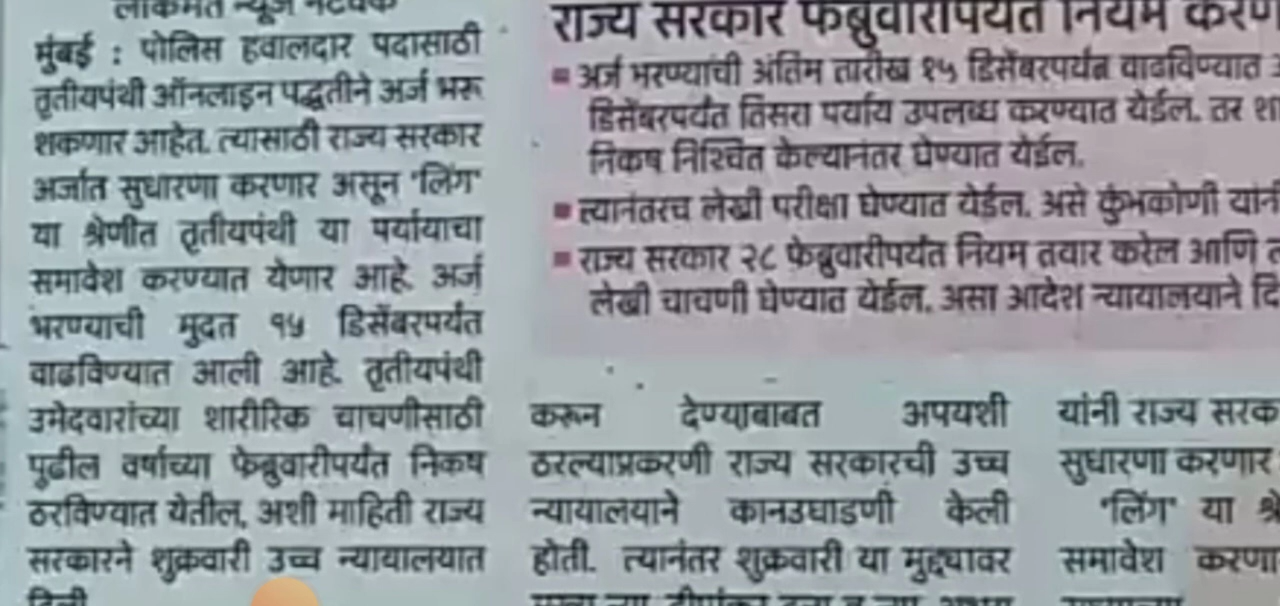 लोकमत न्यूज नेटवर्क
मुंबई : पोलिस हवालदार पदासाठी
तृतीयपंथी ऑनलाइन पद्धतीने अर्ज भरू
शकणार आहेत. त्यासाठी राज्य सरकार
अर्जात सुधारणा करणार असून 'लिंग'
या श्रेणीत तृतीयपंथी या पर्यायाचा
समावेश करण्यात येणार आहे. अर्ज
भरण्याची मुदत १५ डिसेंबरपर्यंत
वाढविण्यात आली आहे. तृतीयपंथी
उमेदवारांच्या शारीरिक चाचणीसाठी
पुढील वर्षाच्या फेब्रुवारीपर्यंत निकष
ठरविण्यात येतील, अशी माहिती राज्य
सरकारने शुक्रवारी उच्च न्यायालयात
दिली.
राज्य सरकार फेब्रुवारीपर्यंत नियम
अर्ज भरण्याची अंतिम तारीख १५ डिसेंबरपर्यंत वाढविण्यात
डिसेंबरपर्यंत तिसरा पर्याय उपलब्ध करण्यात येईल. तर
निकष निश्चित केल्यानंतर घेण्यात येईल.
त्यानंतरच लेखी परीक्षा घेण्यात येईल. असे कुंभकोणी यांनी
राज्य सरकार २८ फेब्रुवारीपर्यंत नियम तयार करेल आणि
लेखी चाचणी घेण्यात येईल. असा आदेश न्यायालयाने
करून देण्याबाबत अपयशी
ठरल्याप्रकरणी राज्य सरकारची उच्च
न्यायालयाने कानउघाडणी केली
होती. त्यानंतर शुक्रवारी या मुद्द्यावर
यांनी राज्य
सुधारणा करणार
'लिंग' या
समावेश